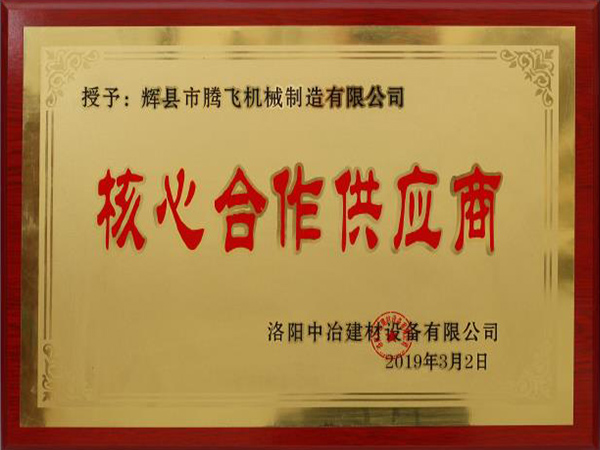 授予：辉县市腾飞机械制造有限公司
核心合作供应商
洛阳中冶建材设备有限公司
2019年3月2日